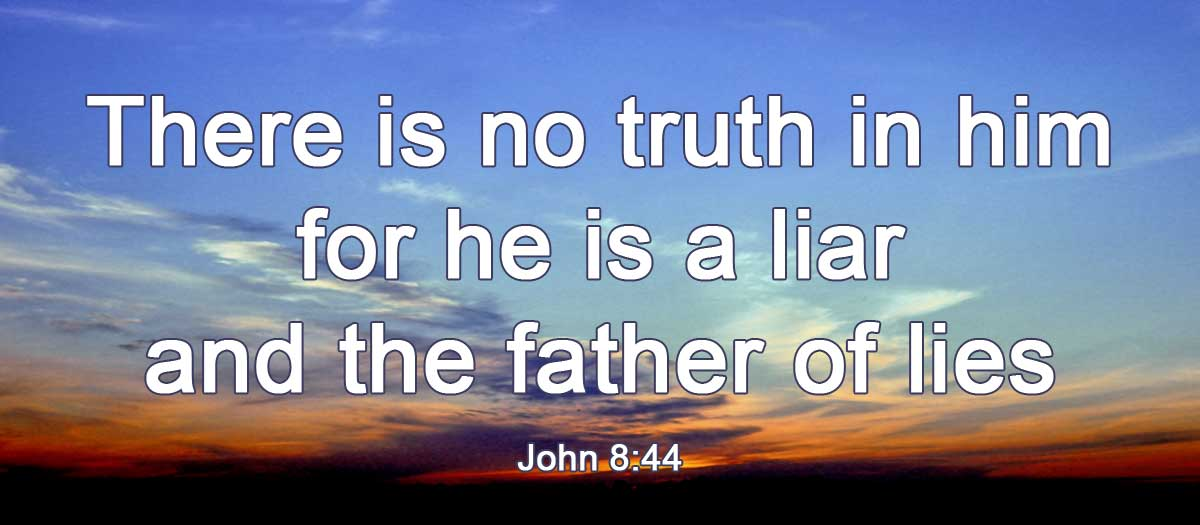 There is no truth in him
for he is a liar
and the father of lies
John 8:44